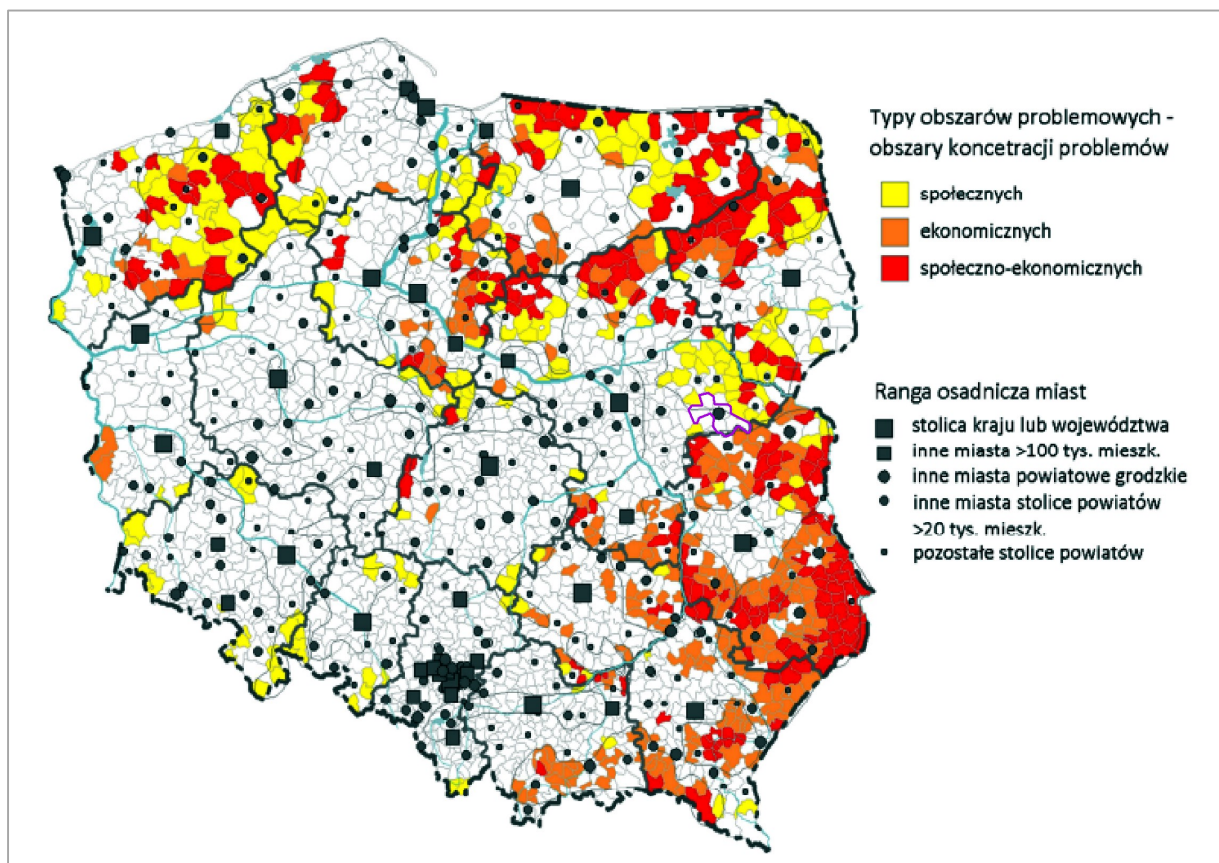 Typy obszarów problemowych -
obszary koncetracji problemów
społecznych
ekonomicznych
społeczno-ekonomicznych
Ranga osadnicza miast
stolica kraju lub województwa
inne miasta >100 tys. mieszk.
inne miasta powiatowe grodzkie
inne miasta stolice powiatów
>20 tys. mieszk.
pozostałe stolice powiatów